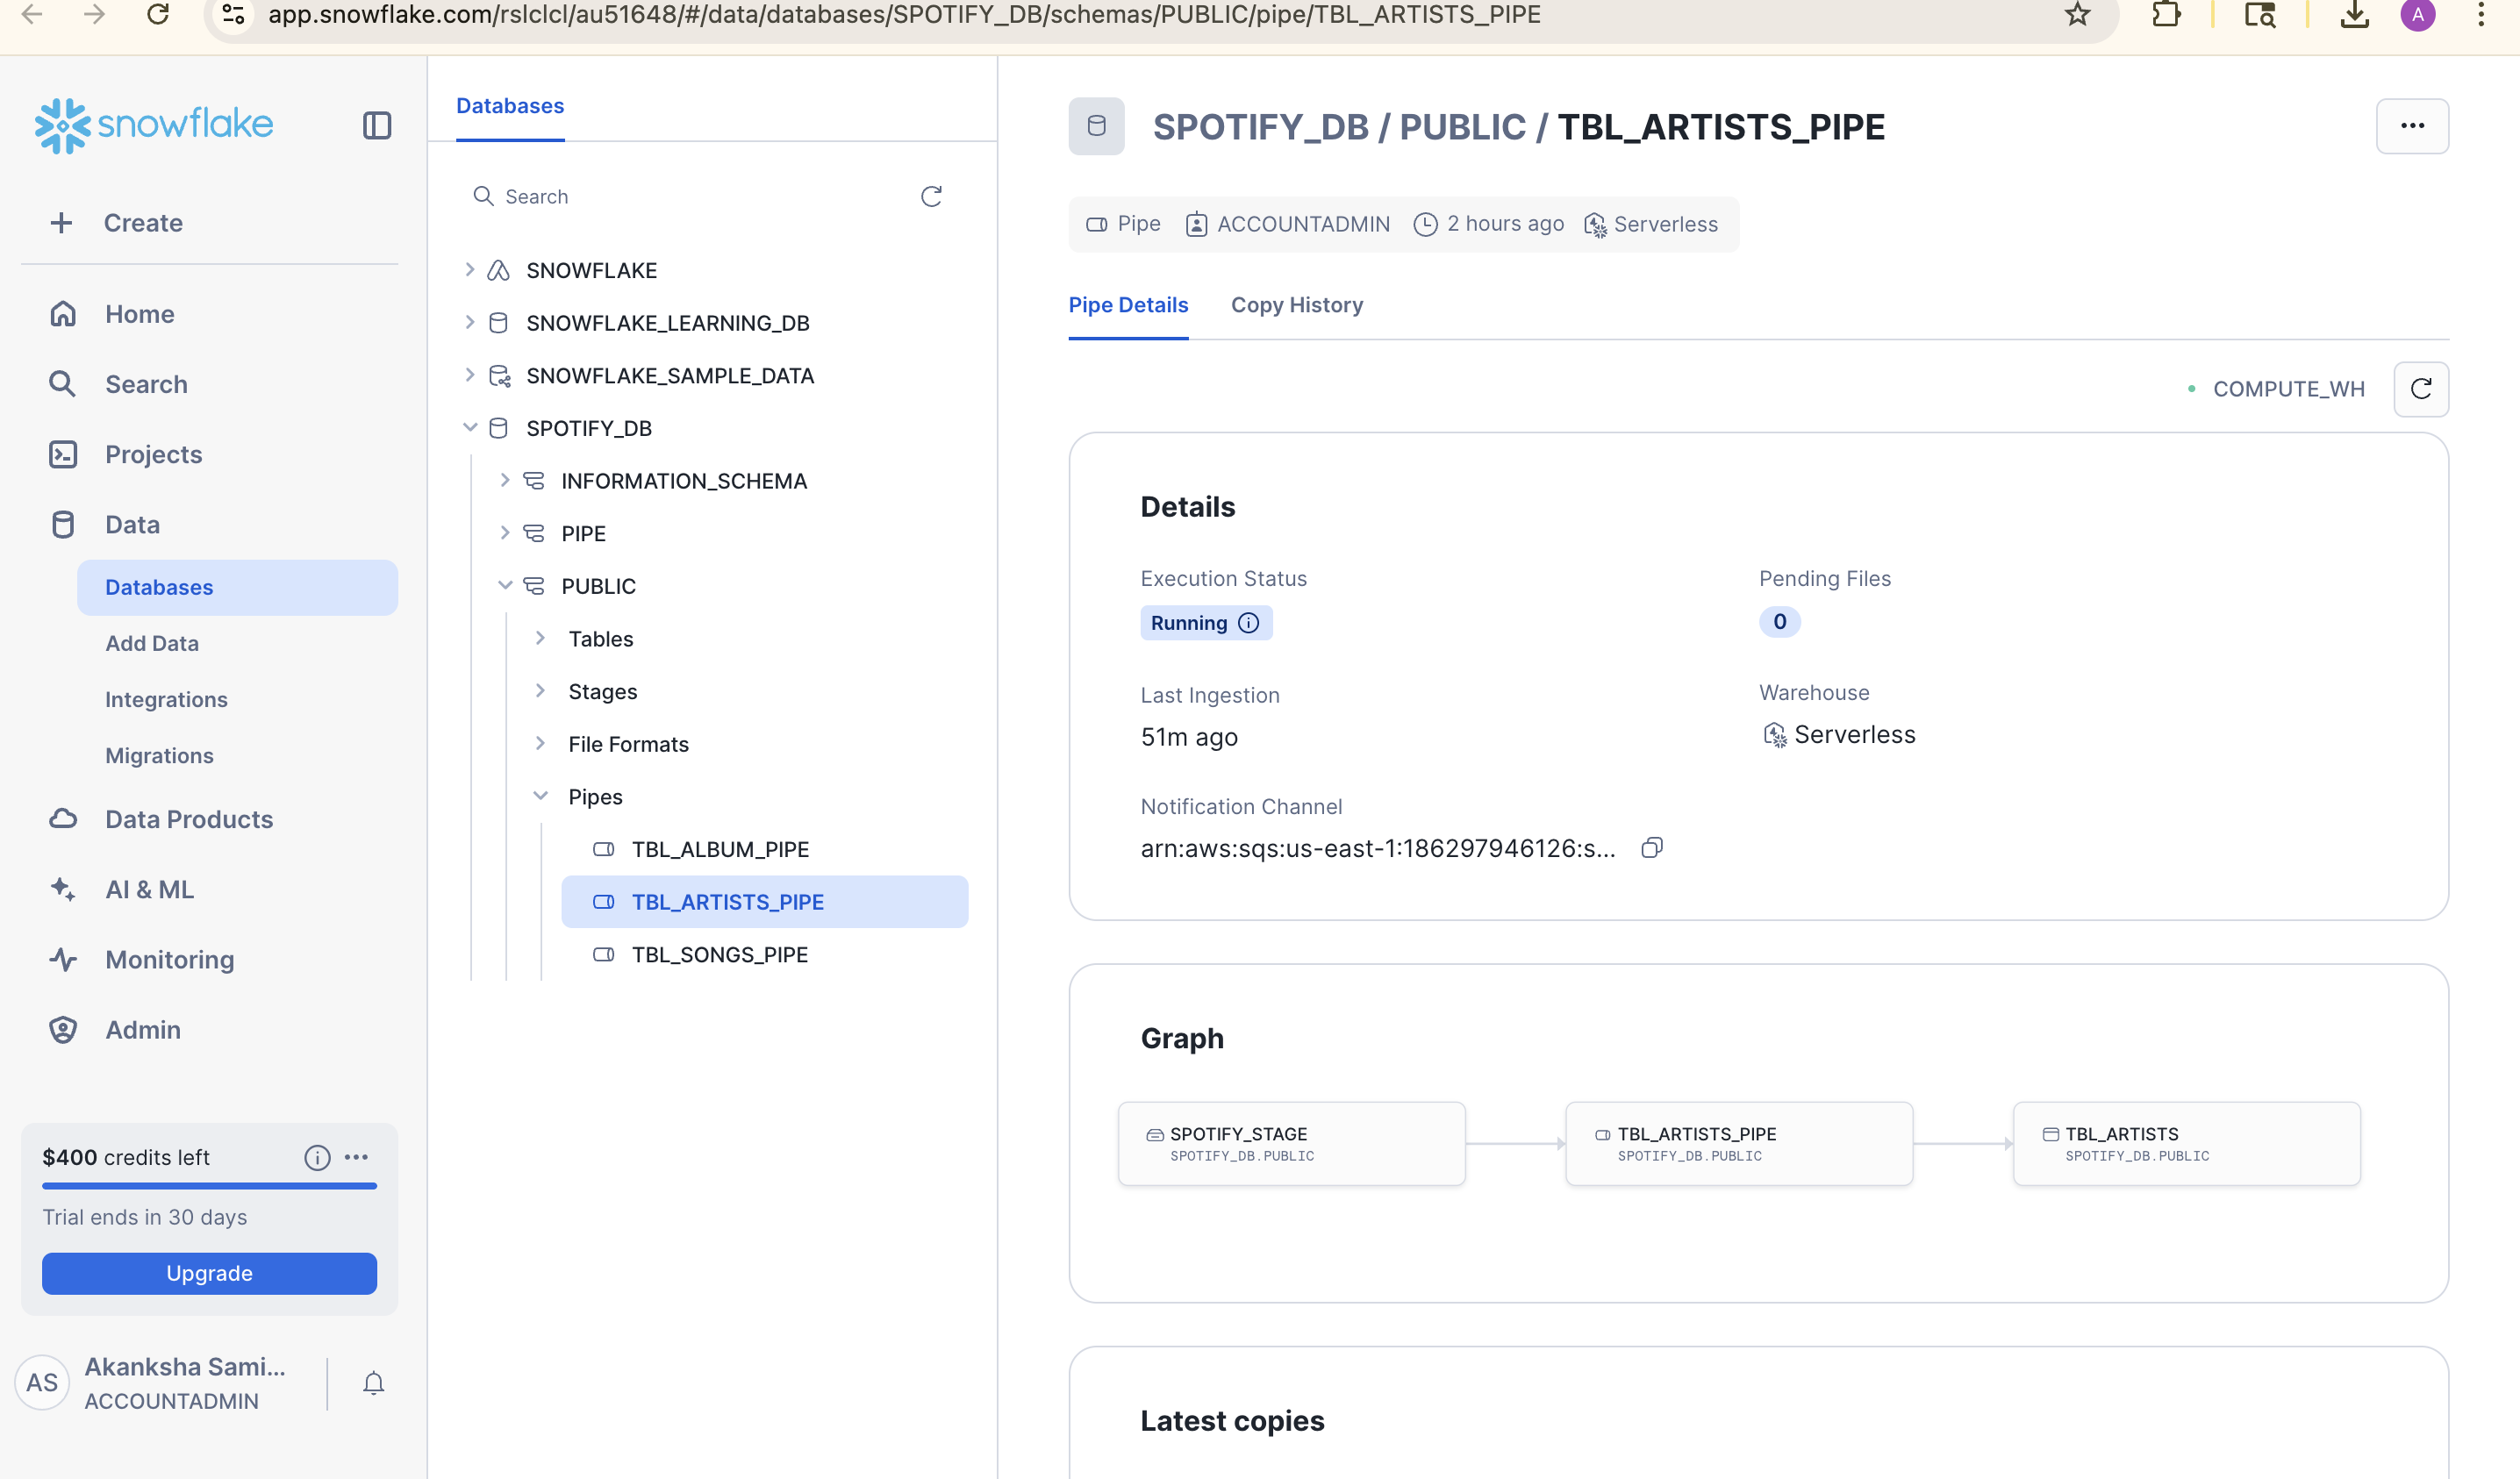 app.snowflake.com/rslclcl/au51648/#/data/databases/SPOTIFY_DB/schemas/PUBLIC/pipe/TBL_ARTISTS_PIPE
A
snowflake
Create
Home
Search
Projects
Data
Databases
Add Data
Integrations
Migrations
Data Products
AI & ML
Monitoring
Admin
$400 credits left
Trial ends in 30 days
Upgrade
AS
Akanksha Sami...
ACCOUNTADMIN
Databases
Search
SNOWFLAKE
SNOWFLAKE_LEARNING_DB
SNOWFLAKE_SAMPLE_DATA
SPOTIFY_DB
INFORMATION_SCHEMA
PIPE
PUBLIC
Tables
Stages
File Formats
Pipes
TBL_ALBUM_PIPE
TBL_ARTISTS_PIPE
TBL_SONGS_PIPE
SPOTIFY_DB / PUBLIC / TBL_ARTISTS_PIPE
Pipe ACCOUNTADMIN 2 hours ago Serverless
Pipe Details Copy History
COMPUTE_WH
Details
Execution Status
Running
Pending Files
0
Last Ingestion
51m ago
Warehouse
Serverless
Notification Channel
arn:aws:sqs:us-east-1:186297946126:s...
Graph
SPOTIFY_STAGE
SPOTIFY_DB.PUBLIC
TBL_ARTISTS_PIPE
SPOTIFY_DB.PUBLIC
TBL_ARTISTS
SPOTIFY_DB.PUBLIC
Latest copies